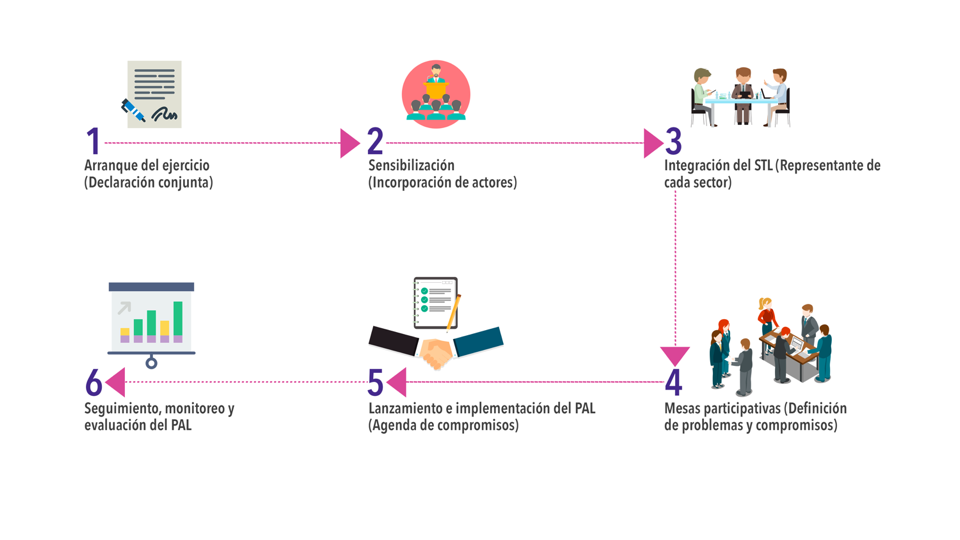 1
Arranque del ejercicio
(Declaración conjunta)
2
Sensibilización
(Incorporación de actores)
3
Integración del STL (Representante de
cada sector)
4
Mesas participativas (Definición
de problemas y compromisos)
5
Lanzamiento e implementación del PAL
(Agenda de compromisos)
6
Seguimiento, monitoreo y
evaluación del PAL